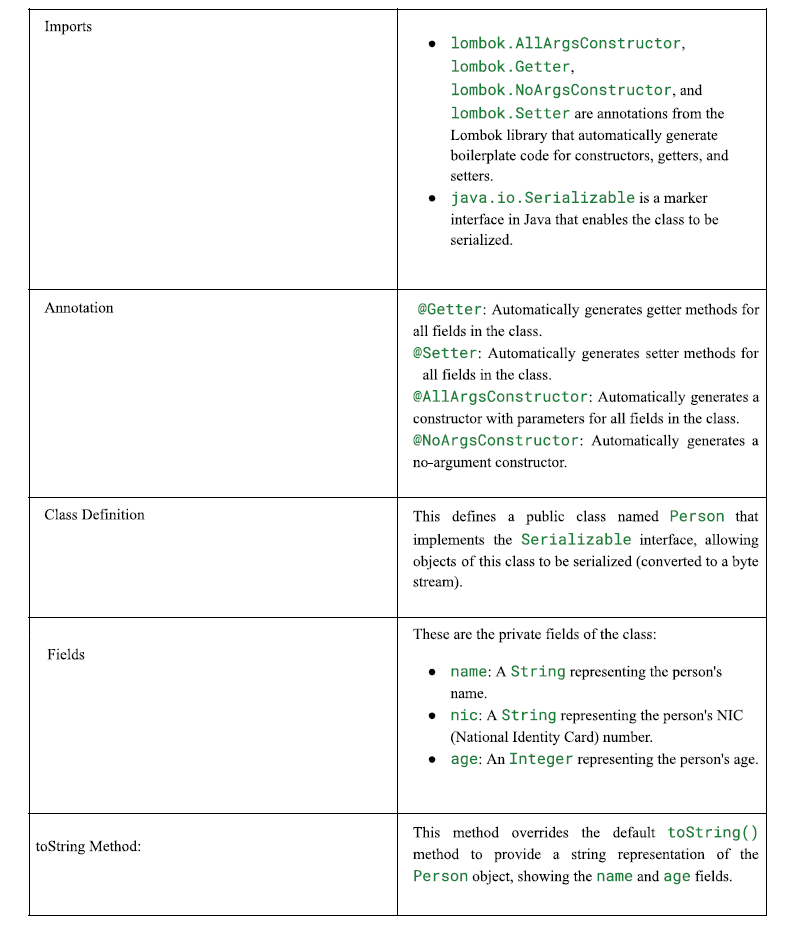 Imports
● lombok.AllArgsConstructor,
lombok.Getter,
lombok.NoArgsConstructor, and
lombok.Setter are annotations from the
Lombok library that automatically generate
boilerplate code for constructors, getters, and
setters.
● java.io.Serializable is a marker
interface in Java that enables the class to be
serialized.
Annotation
@Getter: Automatically generates getter methods for
all fields in the class.
@Setter: Automatically generates setter methods for
all fields in the class.
@AllArgsConstructor: Automatically generates a
constructor with parameters for all fields in the class.
@NoArgsConstructor: Automatically generates a
no-argument constructor.
Class Definition
This defines a public class named Person that
implements the Serializable interface, allowing
objects of this class to be serialized (converted to a byte
stream).
Fields
These are the private fields of the class:
● name: A String representing the person's
name.
● nic: A String representing the person's NIC
(National Identity Card) number.
● age: An Integer representing the person's age.
toString Method:
This method overrides the default toString()
method to provide a string representation of the
Person object, showing the name and age fields.